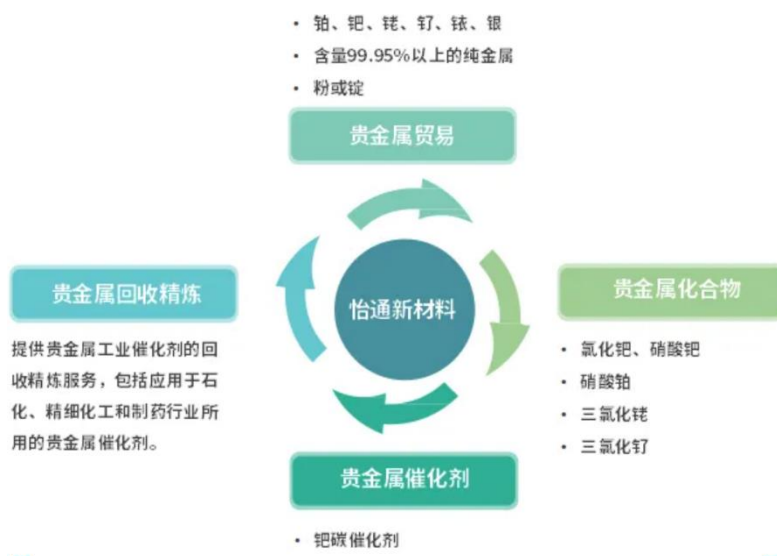 • 铂、钯、铑、钌、铱、银
• 含量99.95%以上的纯金属
• 粉或锭
贵金属贸易
贵金属回收精炼
提供贵金属工业催化剂的回
收精炼服务，包括应用于石
化、精细化工和制药行业所
用的贵金属催化剂。
怡通新材料
贵金属化合物
• 氯化钯、硝酸钯
• 硝酸铂
• 三氯化铑
• 三氯化钌
贵金属催化剂
• 钯碳催化剂